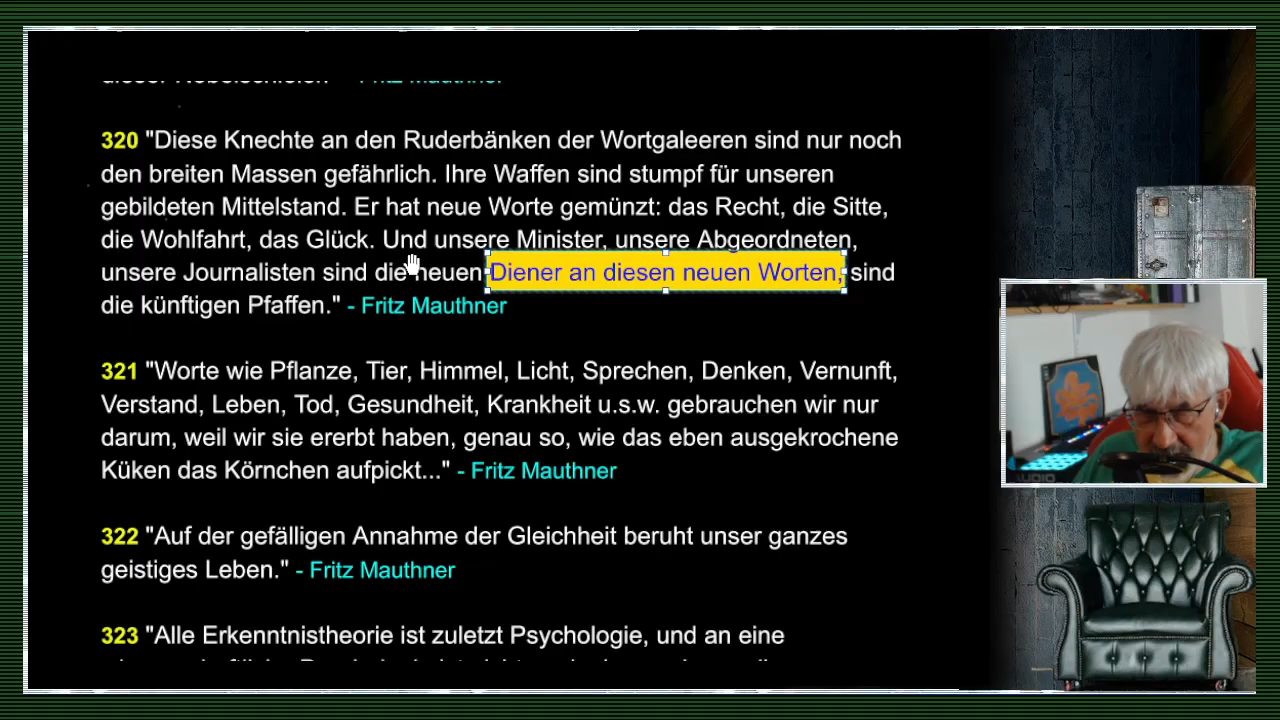 Fritz Mauthner
320 "Diese Knechte an den Ruderbänken der Wortgaleeren sind nur noch
den breiten Massen gefährlich. Ihre Waffen sind stumpf für unseren
gebildeten Mittelstand. Er hat neue Worte gemünzt: das Recht, die Sitte,
die Wohlfahrt, das Glück. Und unsere Minister, unsere Abgeordneten,
unsere Journalisten sind die neuen Diener an diesen neuen Worten, sind
die künftigen Pfaffen." - Fritz Mauthner
321 "Worte wie Pflanze, Tier, Himmel, Licht, Sprechen, Denken, Vernunft,
Verstand, Leben, Tod, Gesundheit, Krankheit u.s.w. gebrauchen wir nur
darum, weil wir sie ererbt haben, genau so, wie das eben ausgekrochene
Küken das Körnchen aufpickt..." - Fritz Mauthner
322 "Auf der gefälligen Annahme der Gleichheit beruht unser ganzes
geistiges Leben." - Fritz Mauthner
323 "Alle Erkenntnistheorie ist zuletzt Psychologie, und an eine